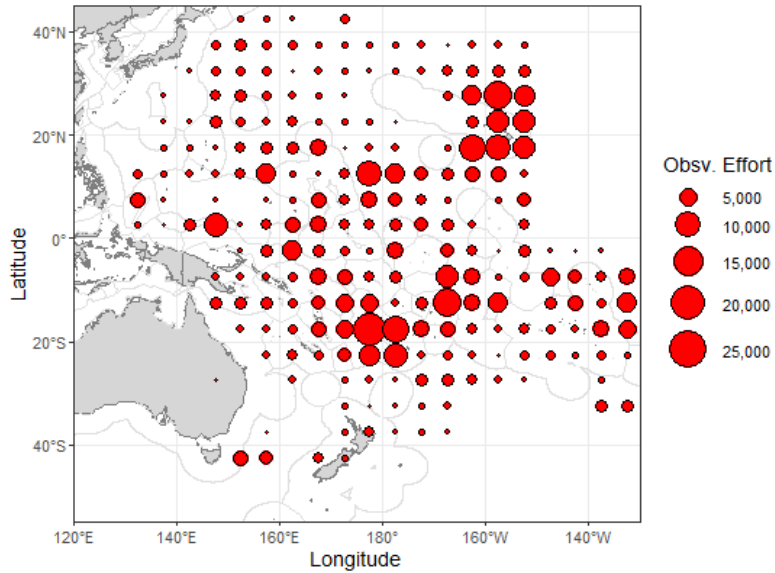 40°N
20°N
0°
20°S
40°S
Latitude
120°E
140°E
160°E
180°
160°W
140°W
Longitude
Obsv. Effort
5,000
10,000
15,000
20,000
25,000